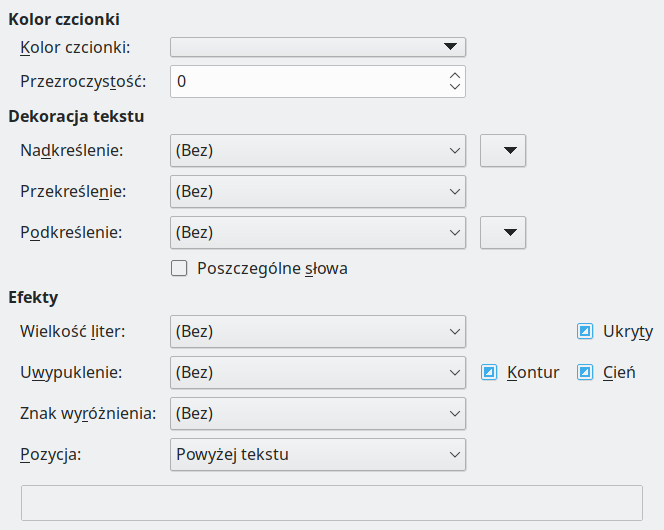 Kolor czcionki
Kolor czcionki:
Przezroczystość: 0
Dekoracja tekstu
Nadkreślenie: (Bez)
Przekreślenie: (Bez)
Podkreślenie: (Bez)
Poszczególne słowa
Efekty
Wielkość liter: (Bez) Ukryty
Uwypuklenie: (Bez) Kontur Cień
Znak wyróżnienia: (Bez)
Pozycja: Powyżej tekstu